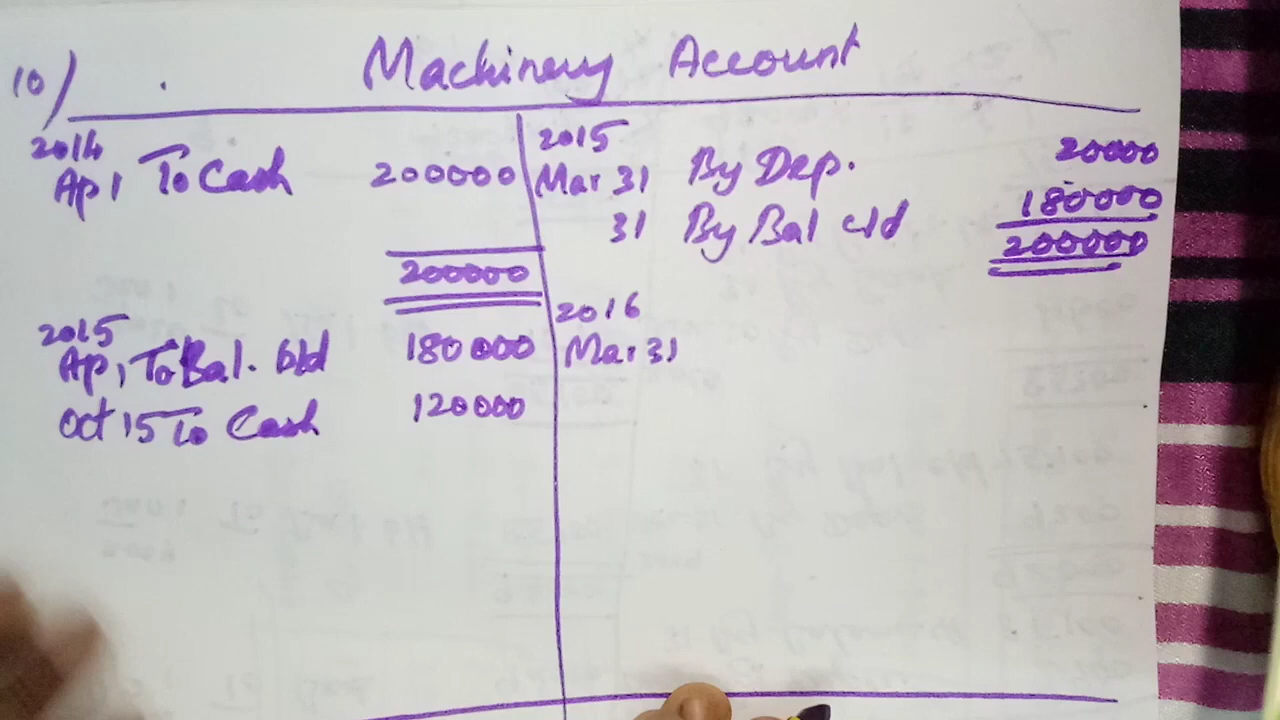 10) Machinery Account
2014
Ap 1 To Cash 200000
200000
2015
Ap 1 To Bal. b/d 180000
Oct 15 To Cash 120000
2015
Mar 31 By Dep. 20000
31 By Bal c/d 180000
200000
2016
Mar 31